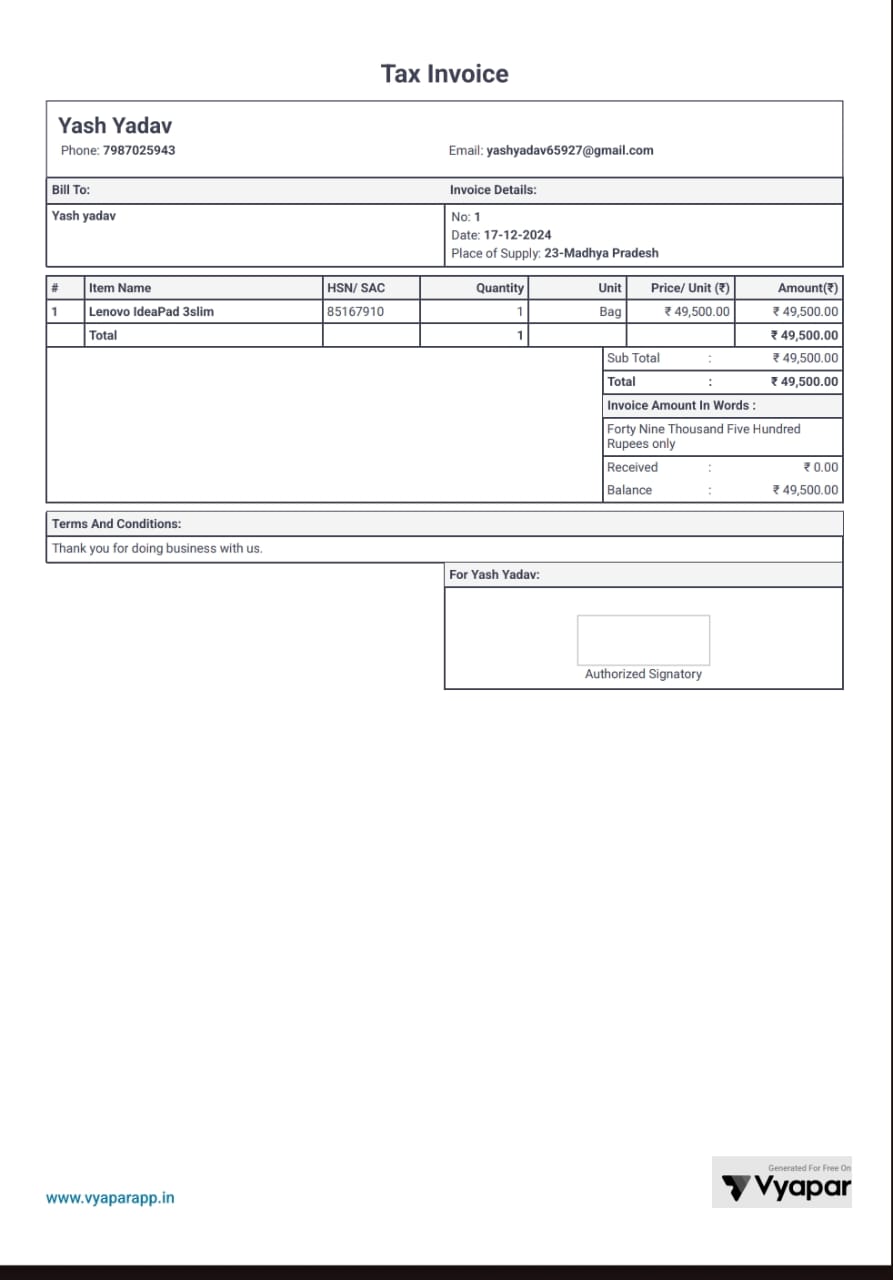 Tax Invoice
Yash Yadav
Phone: 7987025943 Email: yashyadav65927@gmail.com
Bill To: Invoice Details:
Yash yadav
No: 1
Date: 17-12-2024
Place of Supply: 23-Madhya Pradesh
# Item Name HSN/ SAC Quantity Unit Price/ Unit (₹) Amount(₹)
1 Lenovo IdeaPad 3slim 85167910 1 Bag ₹ 49,500.00 ₹ 49,500.00
Total 1 ₹ 49,500.00
Sub Total : ₹ 49,500.00
Total : ₹ 49,500.00
Invoice Amount In Words :
Forty Nine Thousand Five Hundred
Rupees only
Received : ₹ 0.00
Balance : ₹ 49,500.00
Terms And Conditions:
Thank you for doing business with us.
For Yash Yadav:
Authorized Signatory
Generated For Free On
Vyapar
www.vyaparapp.in